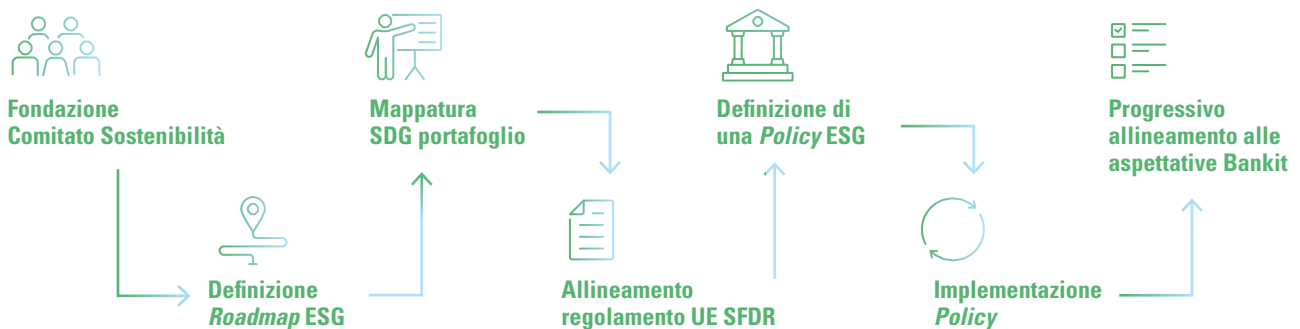 Fondazione
Comitato Sostenibilità
Definizione
Roadmap ESG
Mappatura
SDG portafoglio
Allineamento
regolamento UE SFDR
Definizione di
una Policy ESG
Implementazione
Policy
Progressivo
allineamento alle
aspettative Bankit